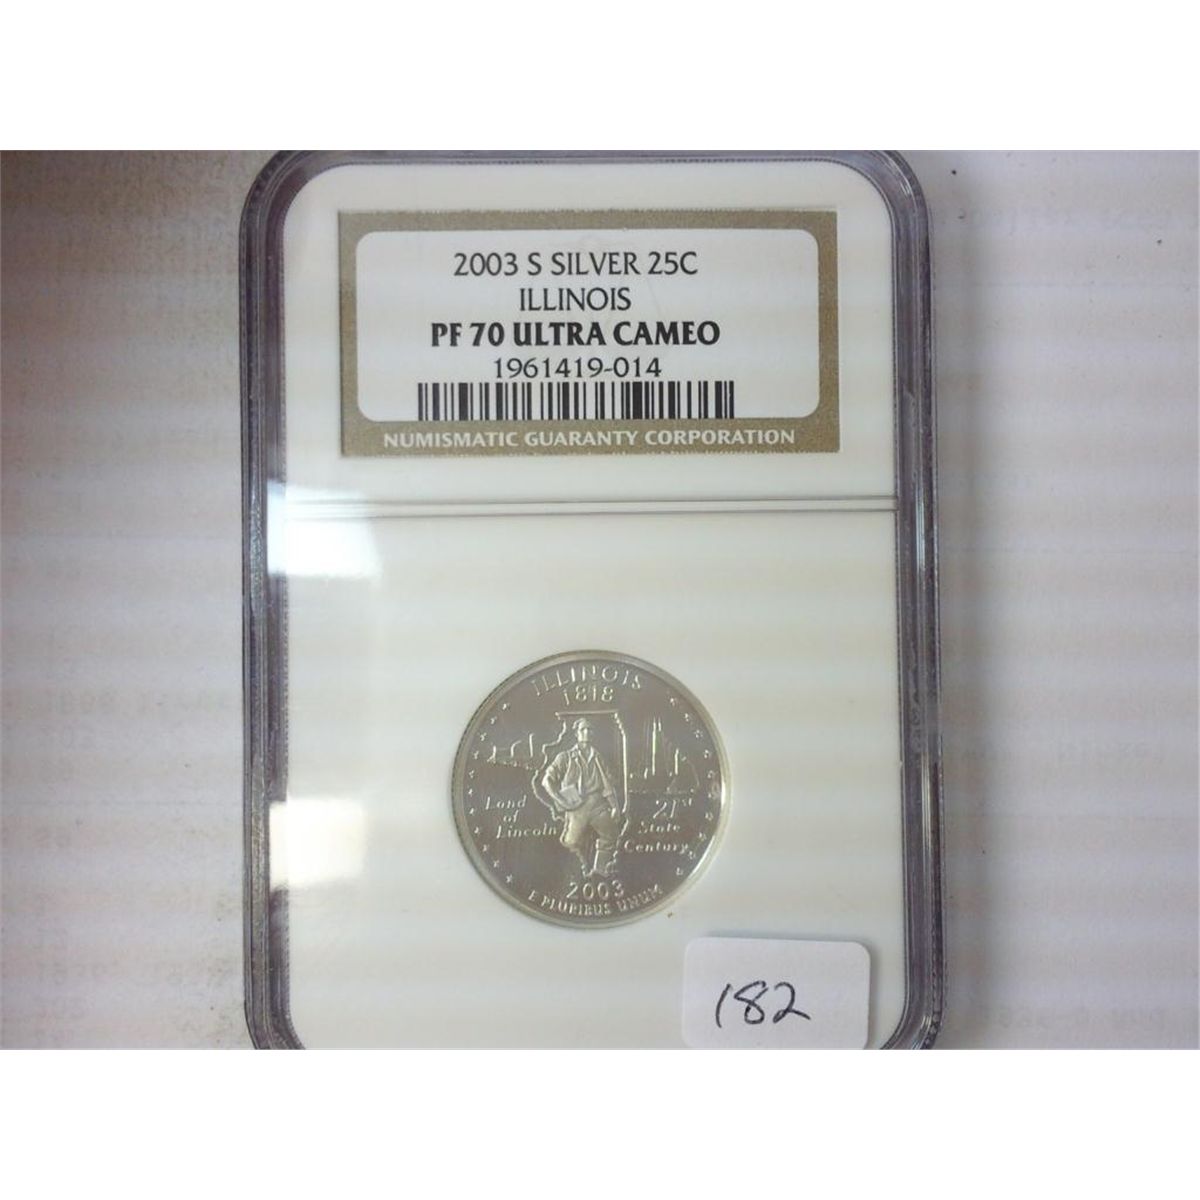 2003 S SILVER 25C
ILLINOIS
PF 70 ULTRA CAMEO
1961419-014
NUMISMATIC GUARANTY CORPORATION
ILLINOIS
1818
Land
of
Lincoln
21st
State
Century
2003
E PLURIBUS UNUM
182